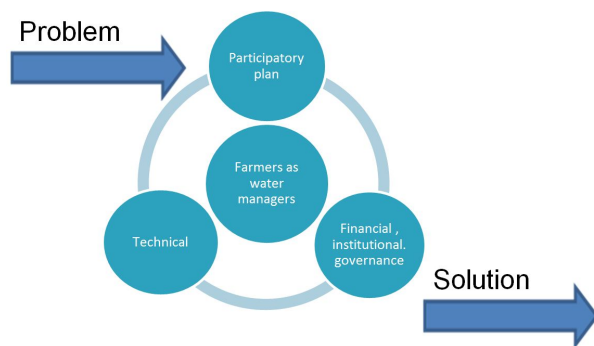 Problem
Participatory
plan
Farmers as
water
managers
Technical
Financial ,
institutional.
governance
Solution